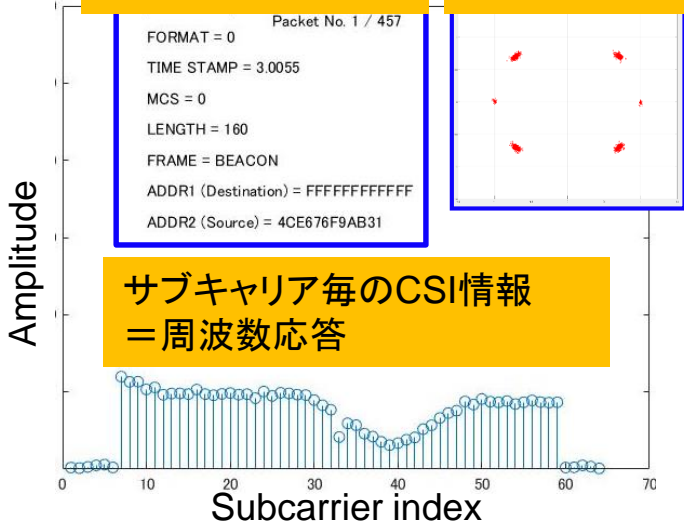 Packet No. 1 / 457
FORMAT = 0
TIME STAMP = 3.0055
MCS = 0
LENGTH = 160
FRAME = BEACON
ADDR1 (Destination) = FFFFFFFFFFFF
ADDR2 (Source) = 4CE676F9AB31
Amplitude
サブキャリア毎のCSI情報
＝周波数応答
0 10 20 30 40 50 60 70
Subcarrier index